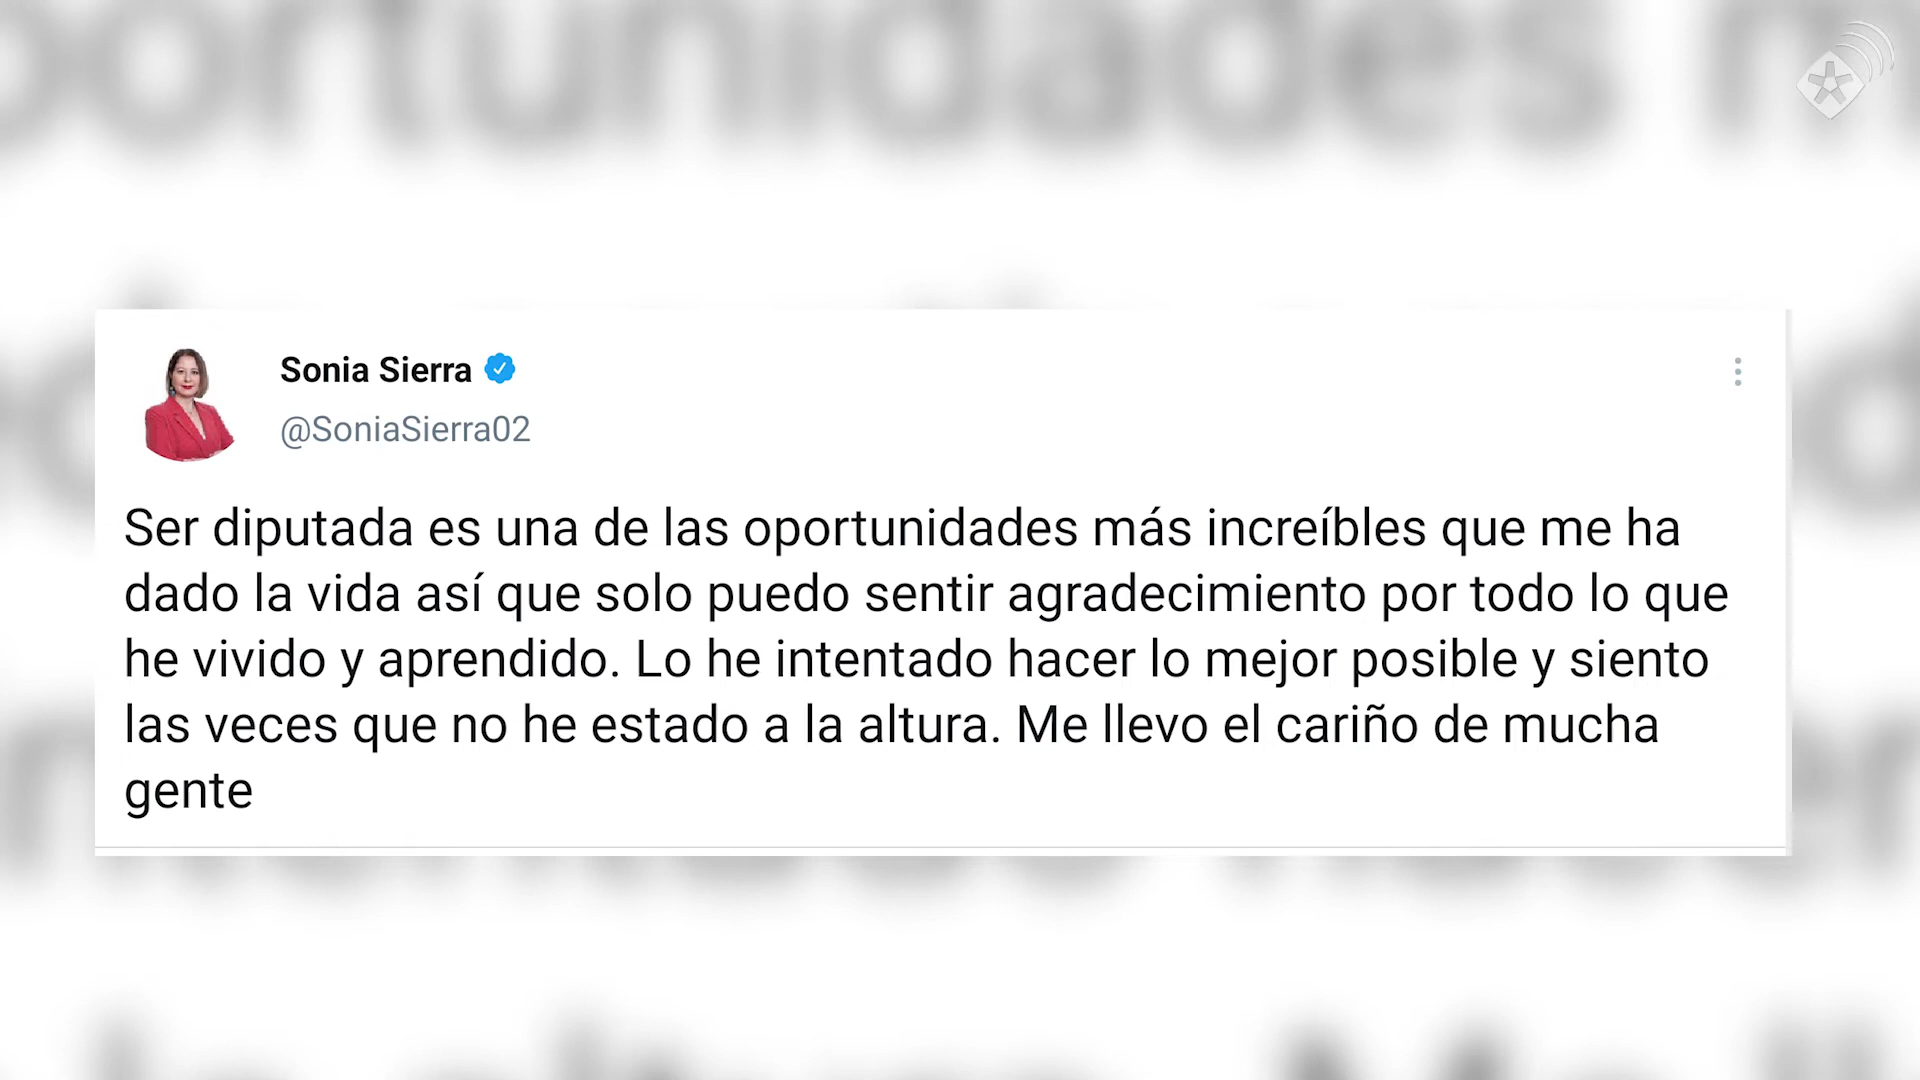 Sonia Sierra
@SoniaSierra02
Ser diputada es una de las oportunidades más increíbles que me ha
dado la vida así que solo puedo sentir agradecimiento por todo lo que
he vivido y aprendido. Lo he intentado hacer lo mejor posible y siento
las veces que no he estado a la altura. Me llevo el cariño de mucha
gente